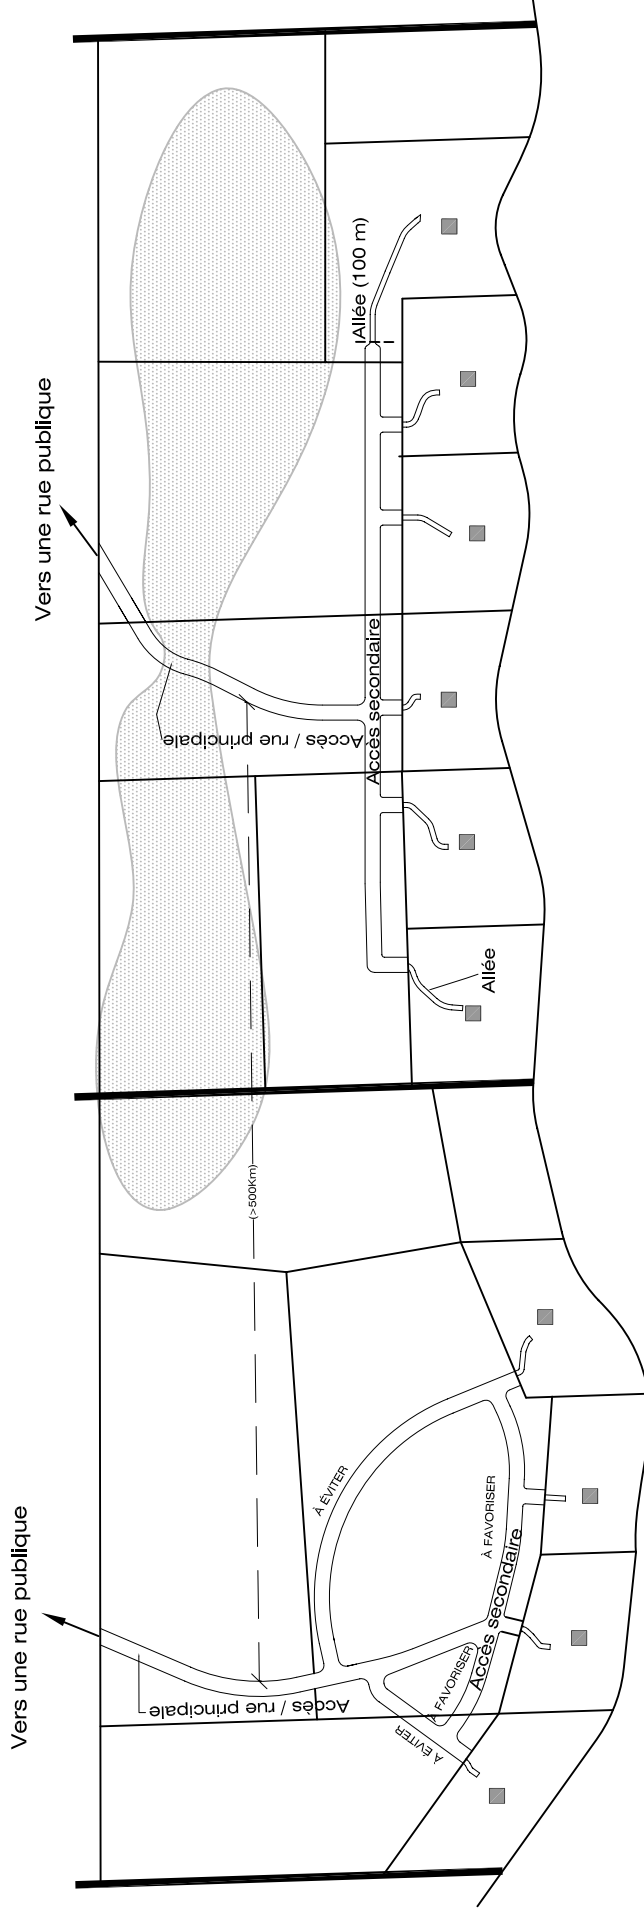 Allée (100 m)
Vers une rue publique
Accès secondaire
Accès / rue principale
Allée
(>500Km)
À ÉVITER
À FAVORISER
Vers une rue publique
Accès secondaire
À FAVORISER
Accès / rue principale
À ÉVITER